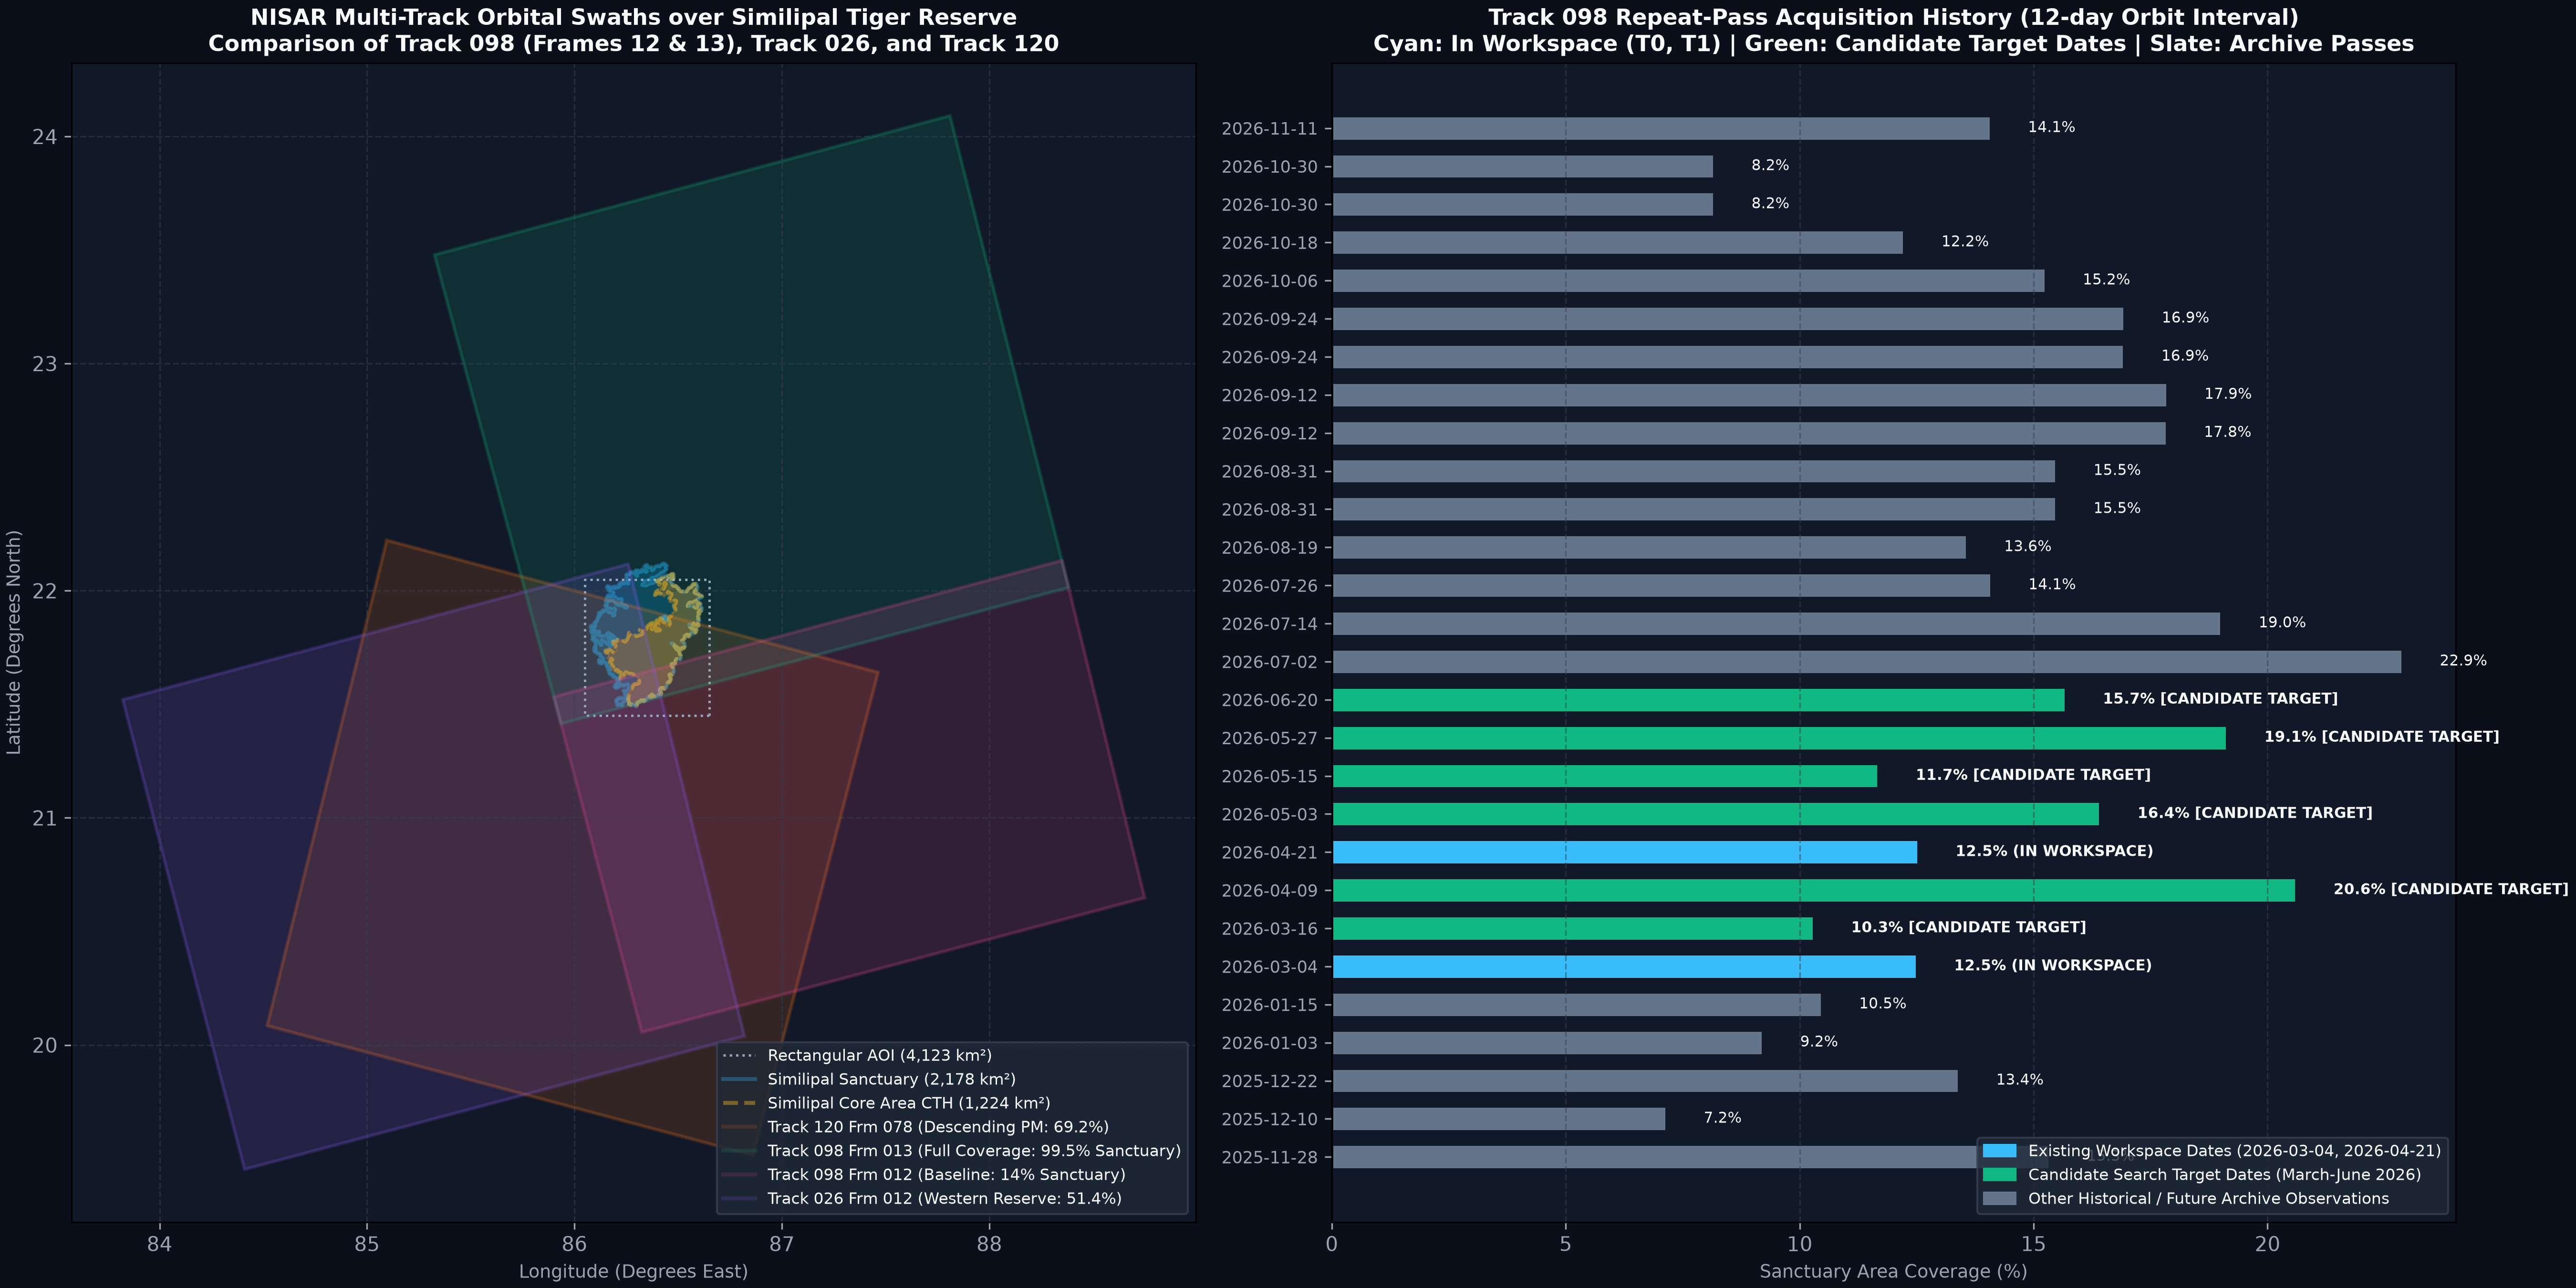 NISAR Multi-Track Orbital Swaths over Similipal Tiger Reserve
Comparison of Track 098 (Frames 12 & 13), Track 026, and Track 120
Latitude (Degrees North)
24
23
22
21
20
84
85
86
87
88
Longitude (Degrees East)
Rectangular AOI (4,123 km²)
Similipal Sanctuary (2,178 km²)
Similipal Core Area CTH (1,224 km²)
Track 120 Frm 078 (Descending PM: 69.2%)
Track 098 Frm 013 (Full Coverage: 99.5% Sanctuary)
Track 098 Frm 012 (Baseline: 14% Sanctuary)
Track 026 Frm 012 (Western Reserve: 51.4%)
Track 098 Repeat-Pass Acquisition History (12-day Orbit Interval)
Cyan: In Workspace (T0, T1) | Green: Candidate Target Dates | Slate: Archive Passes
2026-11-11 14.1%
2026-10-30 8.2%
2026-10-30 8.2%
2026-10-18 12.2%
2026-10-06 15.2%
2026-09-24 16.9%
2026-09-24 16.9%
2026-09-12 17.9%
2026-09-12 17.8%
2026-08-31 15.5%
2026-08-31 15.5%
2026-08-19 13.6%
2026-07-26 14.1%
2026-07-14 19.0%
2026-07-02 22.9%
2026-06-20 15.7% [CANDIDATE TARGET]
2026-05-27 19.1% [CANDIDATE TARGET]
2026-05-15 11.7% [CANDIDATE TARGET]
2026-05-03 16.4% [CANDIDATE TARGET]
2026-04-21 12.5% (IN WORKSPACE)
2026-04-09 20.6% [CANDIDATE TARGET]
2026-03-16 10.3% [CANDIDATE TARGET]
2026-03-04 12.5% (IN WORKSPACE)
2026-01-15 10.5%
2026-01-03 9.2%
2025-12-22 13.4%
2025-12-10 7.2%
2025-11-28
Existing Workspace Dates (2026-03-04, 2026-04-21)
Candidate Search Target Dates (March-June 2026)
Other Historical / Future Archive Observations
0
5
10
15
20
Sanctuary Area Coverage (%)